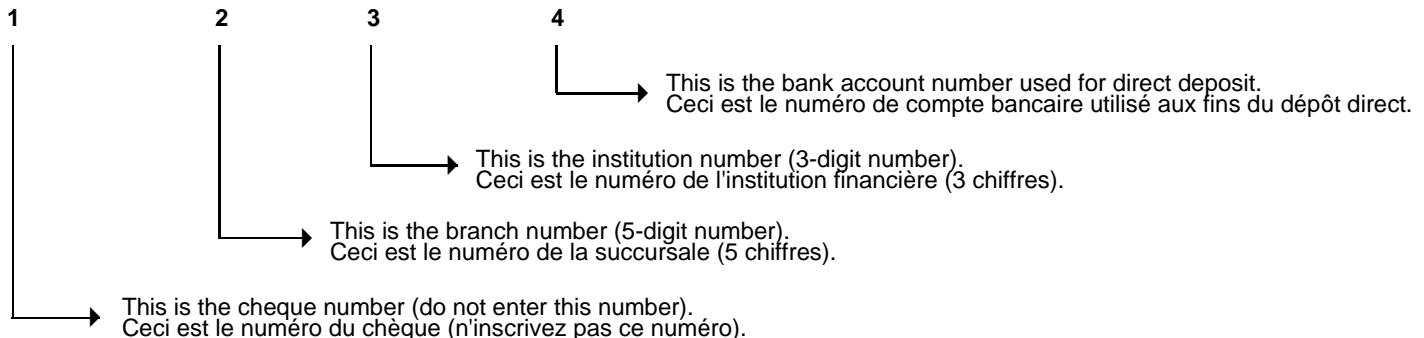 1 2 3 4
This is the bank account number used for direct deposit.
Ceci est le numéro de compte bancaire utilisé aux fins du dépôt direct.
This is the institution number (3-digit number).
Ceci est le numéro de l'institution financière (3 chiffres).
This is the branch number (5-digit number).
Ceci est le numéro de la succursale (5 chiffres).
This is the cheque number (do not enter this number).
Ceci est le numéro du chèque (n'inscrivez pas ce numéro).